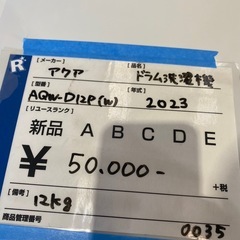 R
●メーカー●
アクア
●品名●
ドラム洗濯機
●型番●
AQW-D12P(W)
●年式●
2023
●リユースランク●
新品 A B C D E
¥ 50.000-
+税
●備考●
12kg
商品管理番号
0035